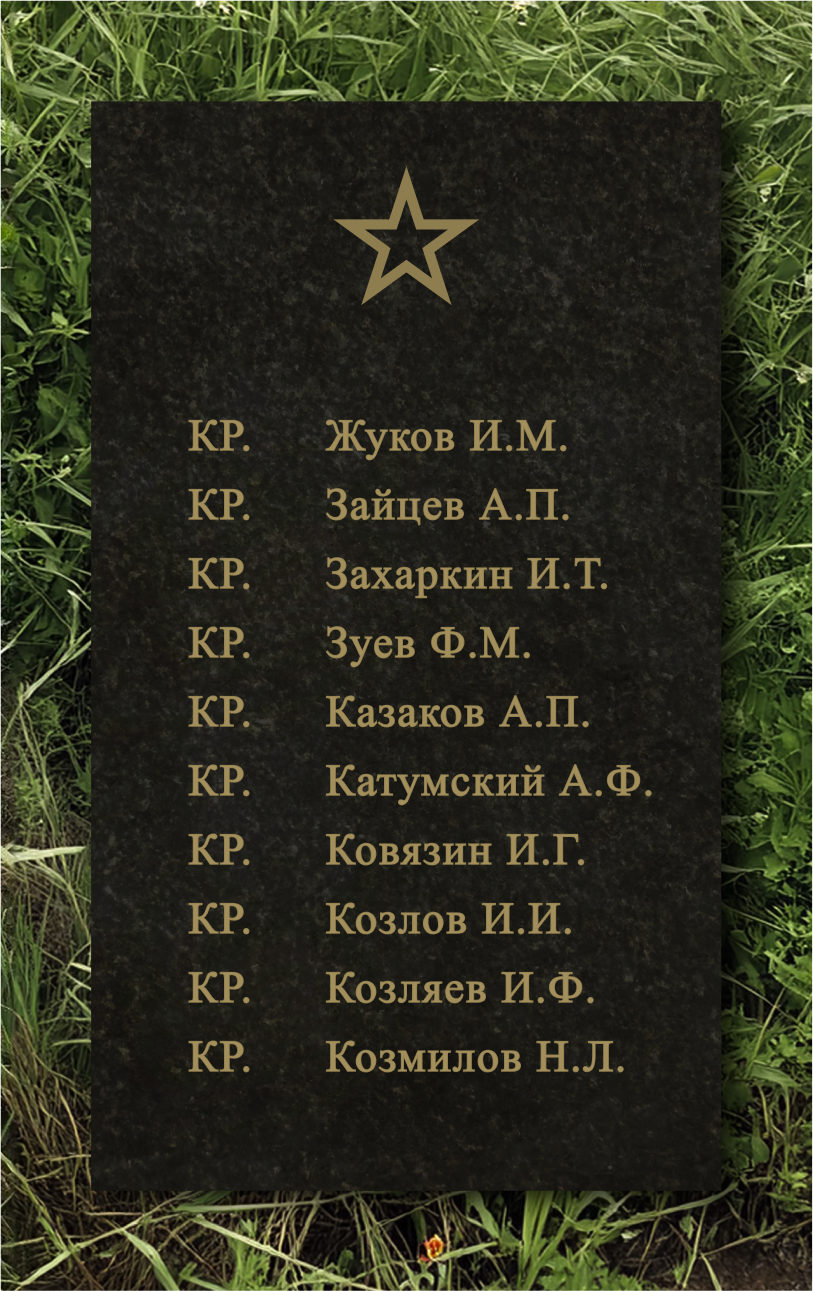 КР. Жуков И.М.
КР. Зайцев А.П.
КР. Захаркин И.Т.
КР. Зуев Ф.М.
КР. Казаков А.П.
КР. Катумский А.Ф.
КР. Ковязин И.Г.
КР. Козлов И.И.
КР. Козляев И.Ф.
КР. Козмилов Н.Л.